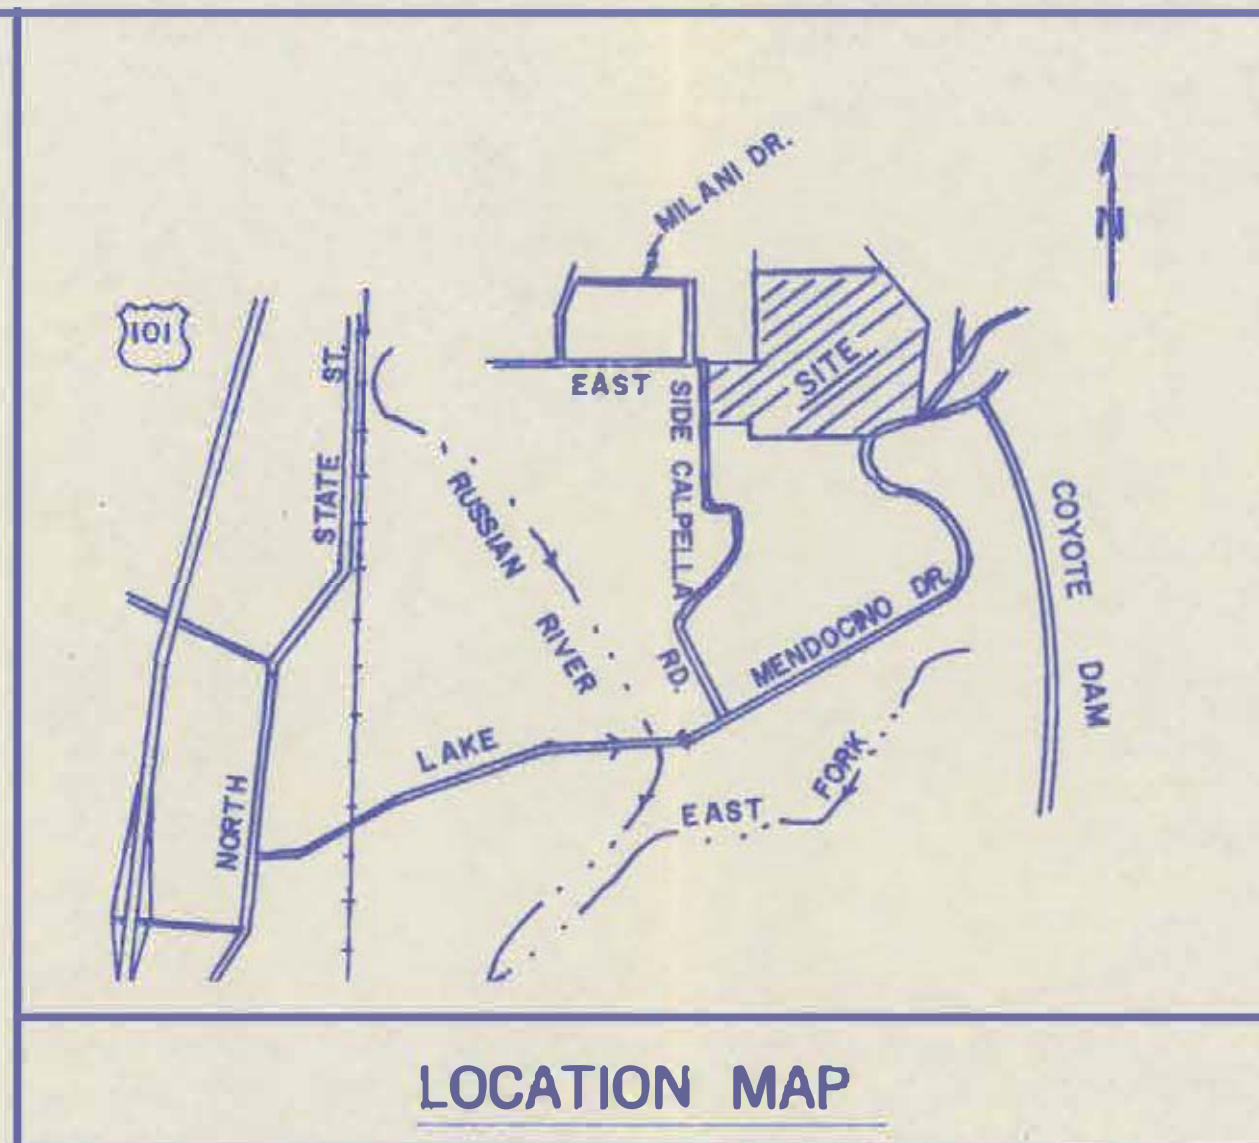 MILANI DR.
N
101
STATE ST.
EAST
SIDE CALPELLA RD.
SITE
RUSSIAN RIVER
COYOTE DAM
MENDOCINO DR.
LAKE
NORTH
EAST FORK
LOCATION MAP